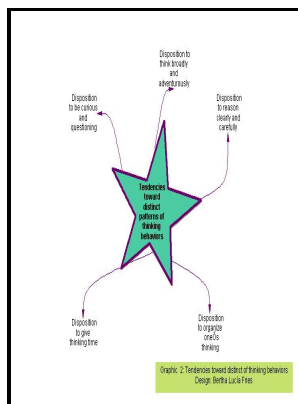 Disposition to
think broadly
and
adventurously
Disposition
to be curious
and
questioning
Disposition
to reason
clearly and
carefully
Tendencies
toward
distinct
patterns of
thinking
behaviors
Disposition
to give
thinking time
Disposition
to organize
one0s
thinking
Graphic 2: Tendencies toward distinct of thinking behaviors
Design: Bertha Lucía Fries